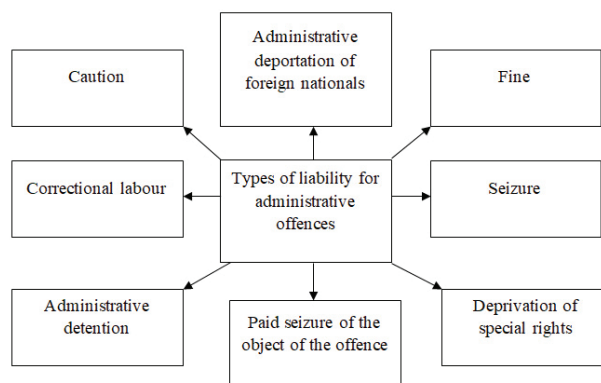 Caution
Administrative
deportation of
foreign nationals
Fine
Correctional labour
Types of liability for
administrative
offences
Seizure
Administrative
detention
Paid seizure of the
object of the offence
Deprivation of
special rights